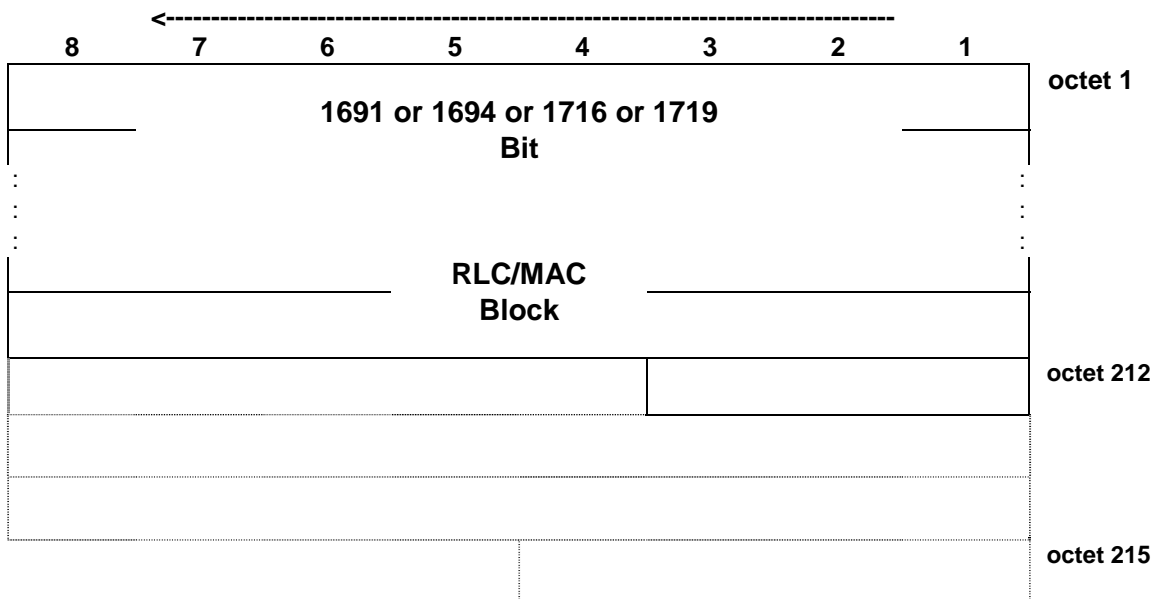 <---------------------------------------------------------------------------------
8 7 6 5 4 3 2 1
octet 1
1691 or 1694 or 1716 or 1719
Bit
: :
: :
: :
RLC/MAC
Block
octet 212
octet 215